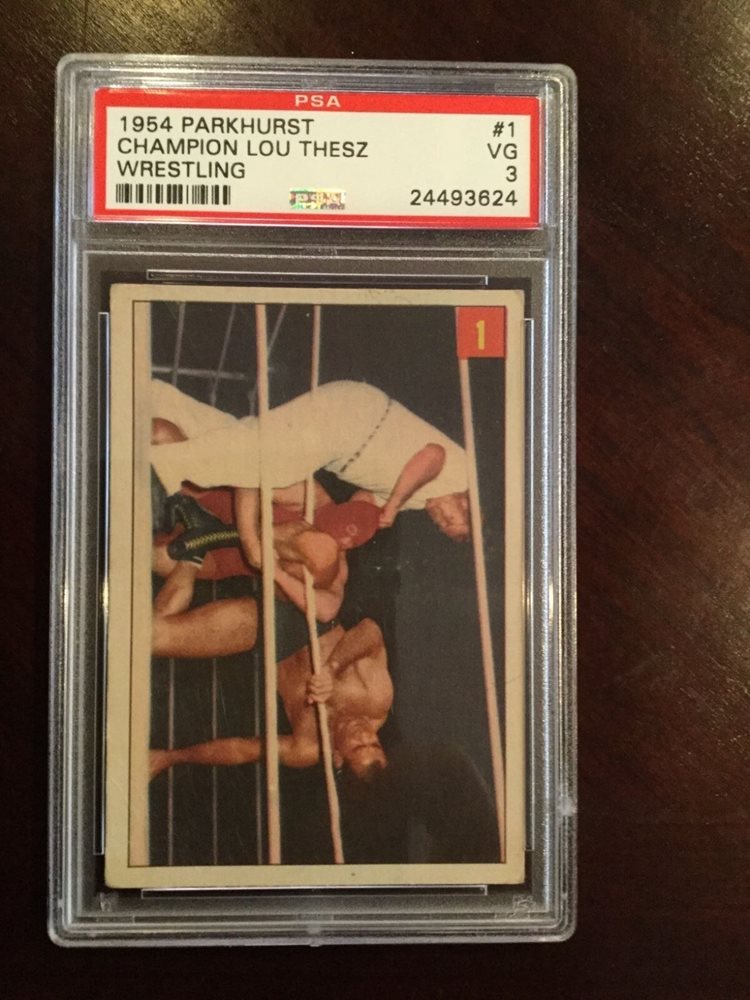 PSA
1954 PARKHURST #1
CHAMPION LOU THESZ VG
WRESTLING 3
24493624
1